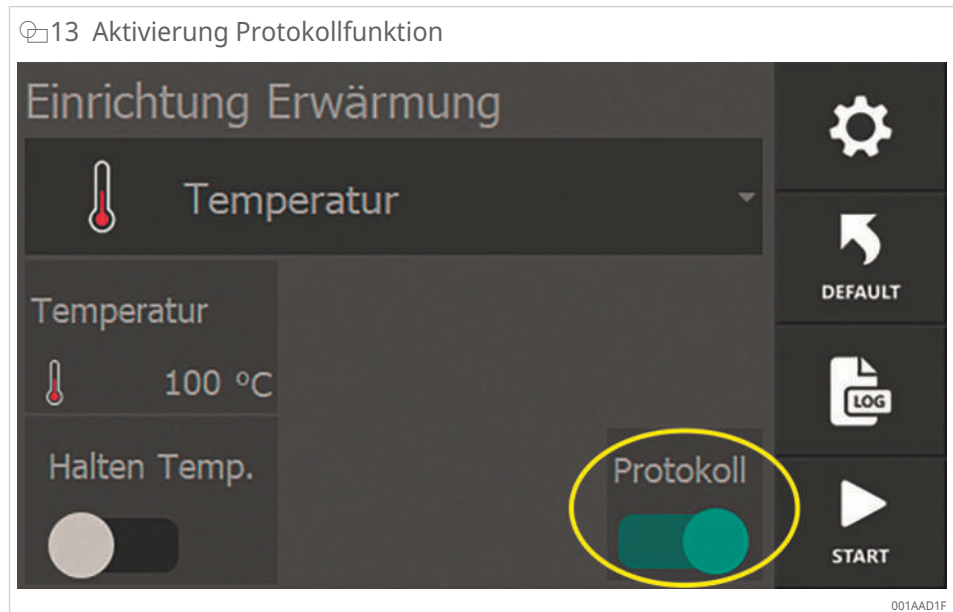 13 Aktivierung Protokollfunktion
Einrichtung Erwärmung
Temperatur
Temperatur
100 °C
Halten Temp.
Protokoll
DEFAULT
LOG
START
001AAD1F